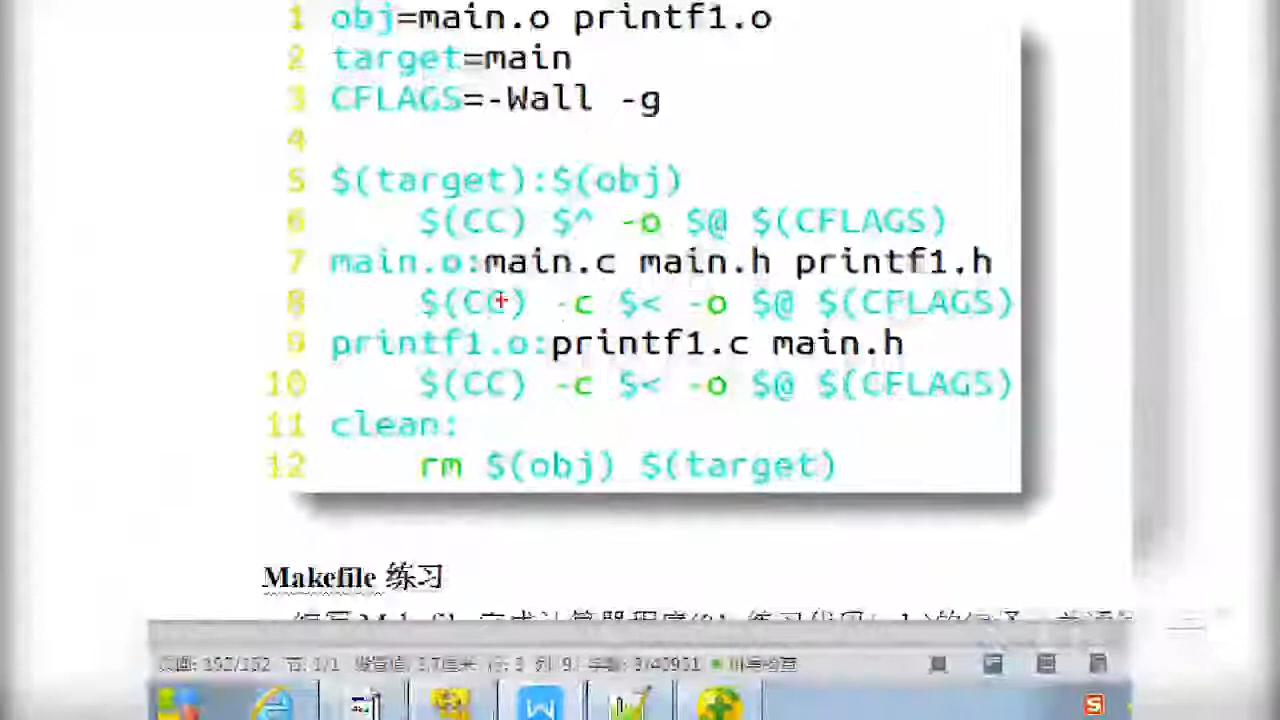 1 obj=main.o printf1.o
2 target=main
3 CFLAGS=-Wall -g
4
5 $(target):$(obj)
6 $(CC) $^ -o $@ $(CFLAGS)
7 main.o:main.c main.h printf1.h
8 $(CC) -c $< -o $@ $(CFLAGS)
9 printf1.o:printf1.c main.h
10 $(CC) -c $< -o $@ $(CFLAGS)
11 clean:
12 rm $(obj) $(target)
Makefile 练习